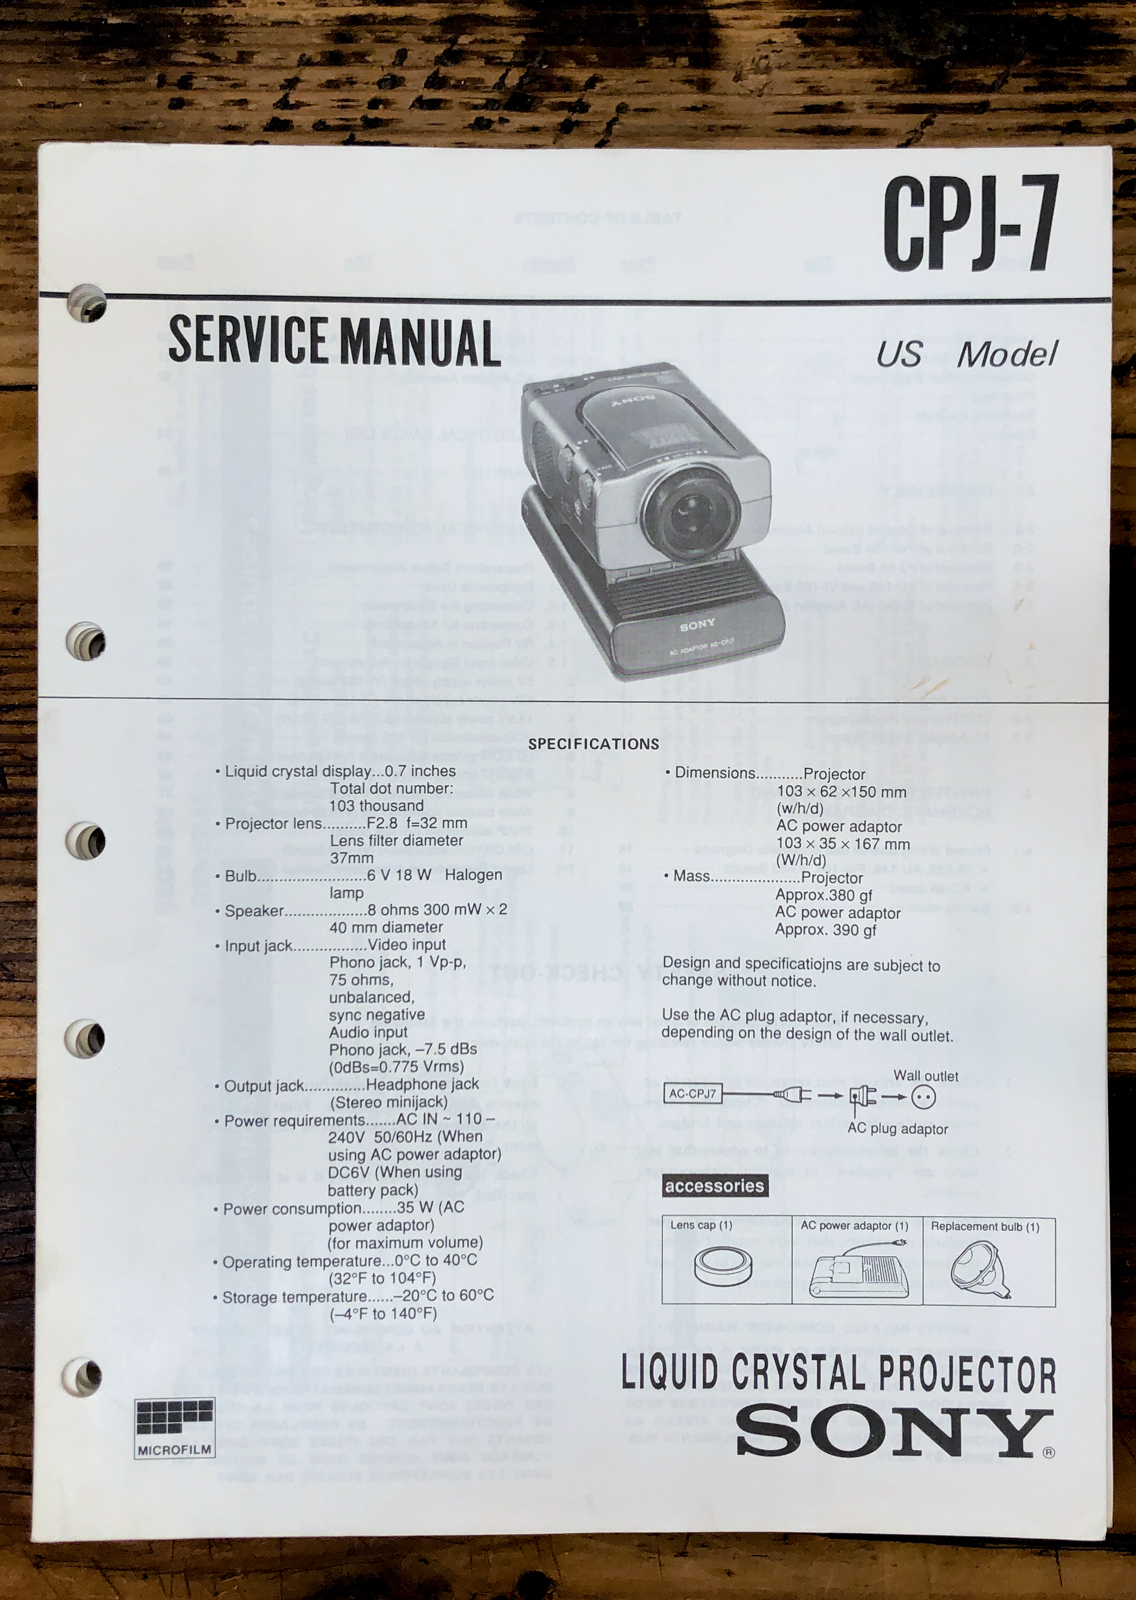 CPJ-7
SERVICE MANUAL
US Model
SONY
SONY
AC ADAPTOR AC-CPJ7
SPECIFICATIONS
• Liquid crystal display...0.7 inches
Total dot number:
103 thousand
• Projector lens..........F2.8 f=32 mm
Lens filter diameter
37mm
• Bulb.........................6 V 18 W Halogen
lamp
• Speaker...................8 ohms 300 mW × 2
40 mm diameter
• Input jack.................Video input
Phono jack, 1 Vp-p,
75 ohms,
unbalanced,
sync negative
Audio input
Phono jack, –7.5 dBs
(0dBs=0.775 Vrms)
• Output jack..............Headphone jack
(Stereo minijack)
• Power requirements.......AC IN ~ 110 –
240V 50/60Hz (When
using AC power adaptor)
DC6V (When using
battery pack)
• Power consumption........35 W (AC
power adaptor)
(for maximum volume)
• Operating temperature...0°C to 40°C
(32°F to 104°F)
• Storage temperature......–20°C to 60°C
(–4°F to 140°F)
• Dimensions...........Projector
103 × 62 ×150 mm
(w/h/d)
AC power adaptor
103 × 35 × 167 mm
(W/h/d)
• Mass.....................Projector
Approx.380 gf
AC power adaptor
Approx. 390 gf
Design and specificatiojns are subject to
change without notice.
Use the AC plug adaptor, if necessary,
depending on the design of the wall outlet.
Wall outlet
AC-CPJ7
AC plug adaptor
accessories
Lens cap (1)
AC power adaptor (1)
Replacement bulb (1)
LIQUID CRYSTAL PROJECTOR
SONY®
MICROFILM